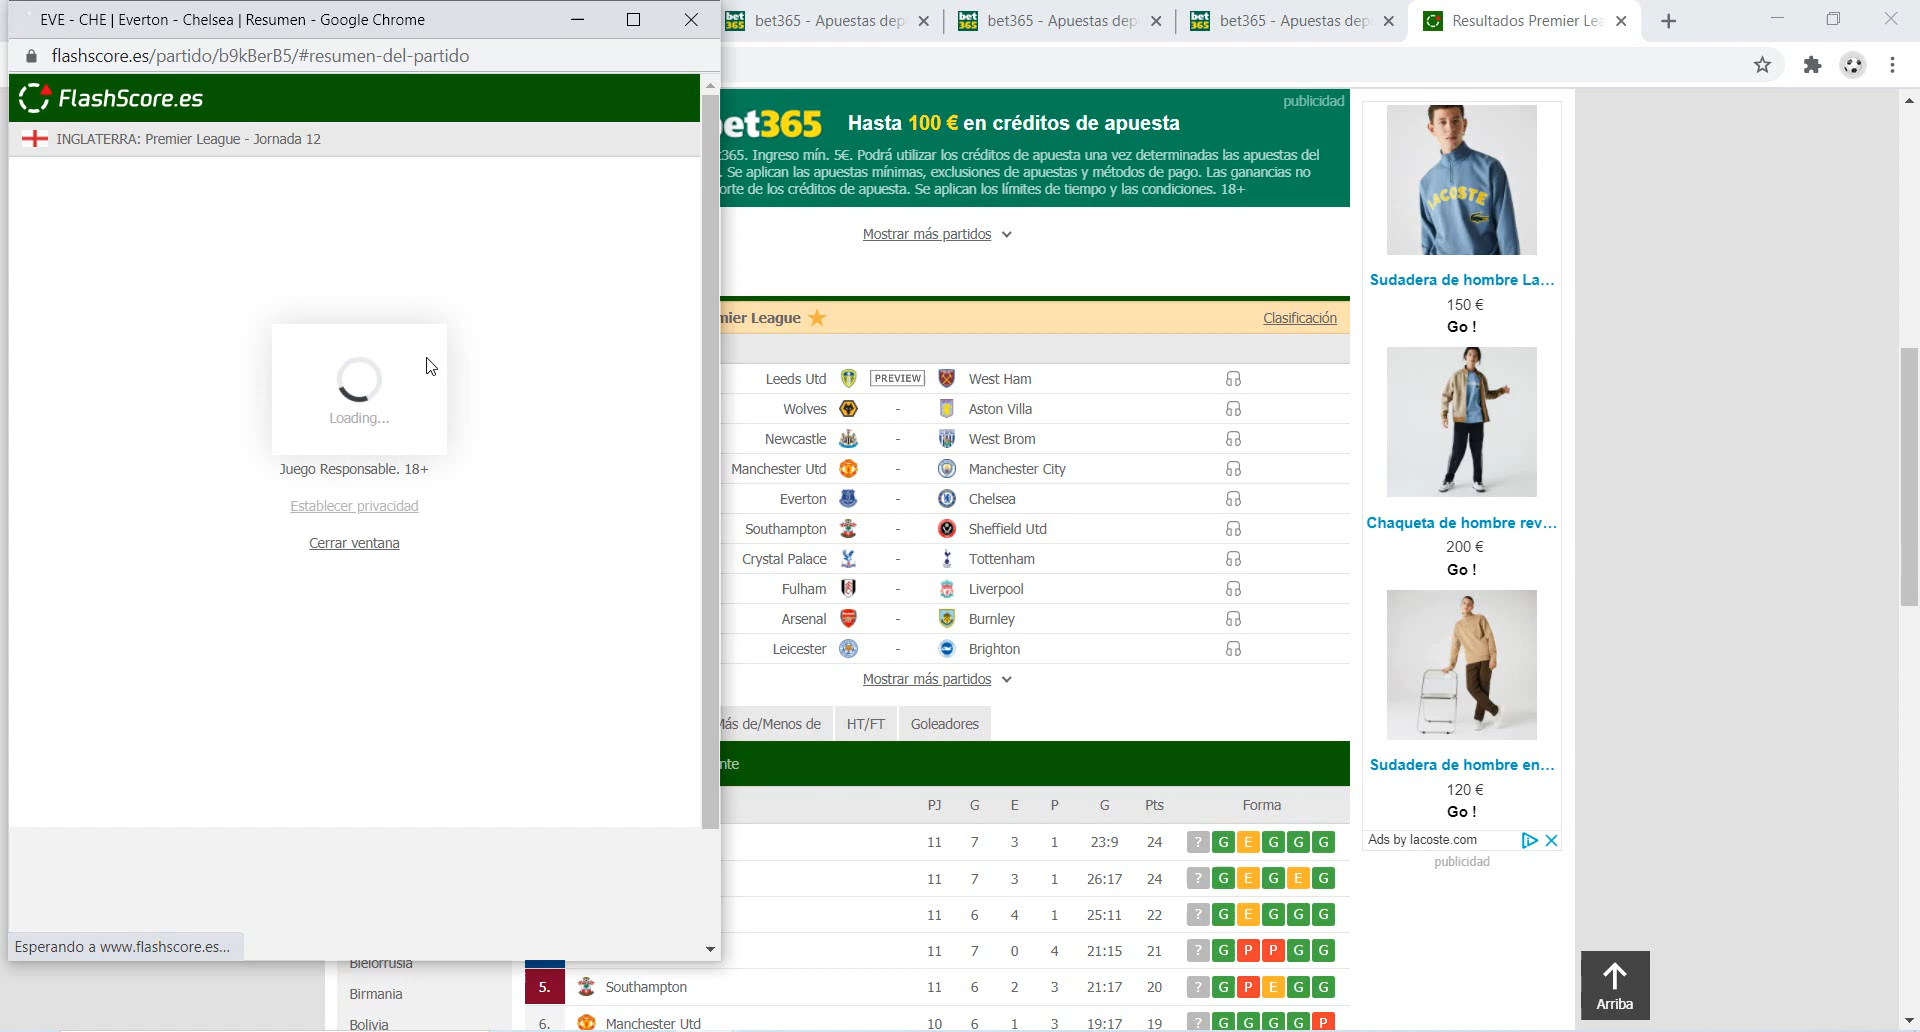 EVE - CHE | Everton - Chelsea | Resumen - Google Chrome
bet365 - Apuestas dep
bet365 - Apuestas dep
bet365 - Apuestas dep
Resultados Premier Lea
flashscore.es/partido/b9kBerB5/#resumen-del-partido
FlashScore.es
INGLATERRA: Premier League - Jornada 12
Loading...
Juego Responsable. 18+
Establecer privacidad
Cerrar ventana
Esperando a www.flashscore.es...
publicidad
bet365 Hasta 100 € en créditos de apuesta
365. Ingreso mín. 5€. Podrá utilizar los créditos de apuesta una vez determinadas las apuestas del
. Se aplican las apuestas mínimas, exclusiones de apuestas y métodos de pago. Las ganancias no
orte de los créditos de apuesta. Se aplican los límites de tiempo y las condiciones. 18+
Mostrar más partidos
mier League Clasificación
Leeds Utd PREVIEW West Ham
Wolves - Aston Villa
Newcastle - West Brom
Manchester Utd - Manchester City
Everton - Chelsea
Southampton - Sheffield Utd
Crystal Palace - Tottenham
Fulham - Liverpool
Arsenal - Burnley
Leicester - Brighton
Mostrar más partidos
Más de/Menos de HT/FT Goleadores
nte
PJ G E P G Pts Forma
11 7 3 1 23:9 24 ? G E G G G
11 7 3 1 26:17 24 ? G E G E G
11 6 4 1 25:11 22 ? G E G G G
11 7 0 4 21:15 21 ? G P P G G
5. Southampton 11 6 2 3 21:17 20 ? G P E G G
6. Manchester Utd 10 6 1 3 19:17 19 ? G G G G P
Bielorrusia
Birmania
Bolivia
LACOSTE
Sudadera de hombre La...
150 €
Go !
Chaqueta de hombre rev...
200 €
Go !
Sudadera de hombre en...
120 €
Go !
Ads by lacoste.com
publicidad
Arriba